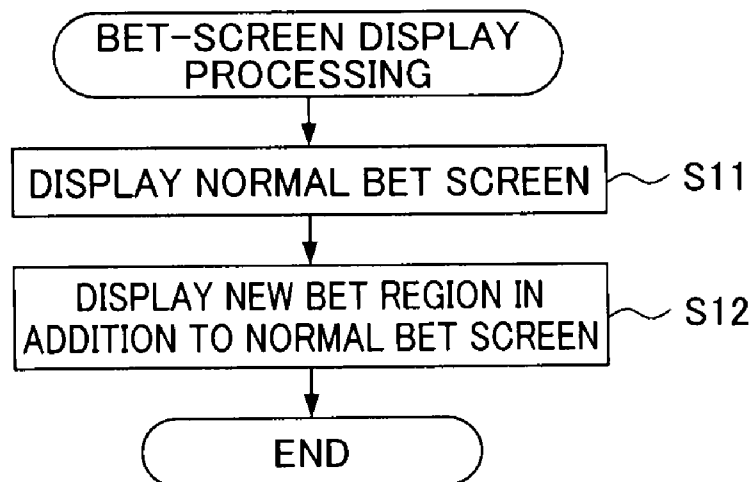 BET-SCREEN DISPLAY
PROCESSING
DISPLAY NORMAL BET SCREEN
S11
DISPLAY NEW BET REGION IN
ADDITION TO NORMAL BET SCREEN
S12
END